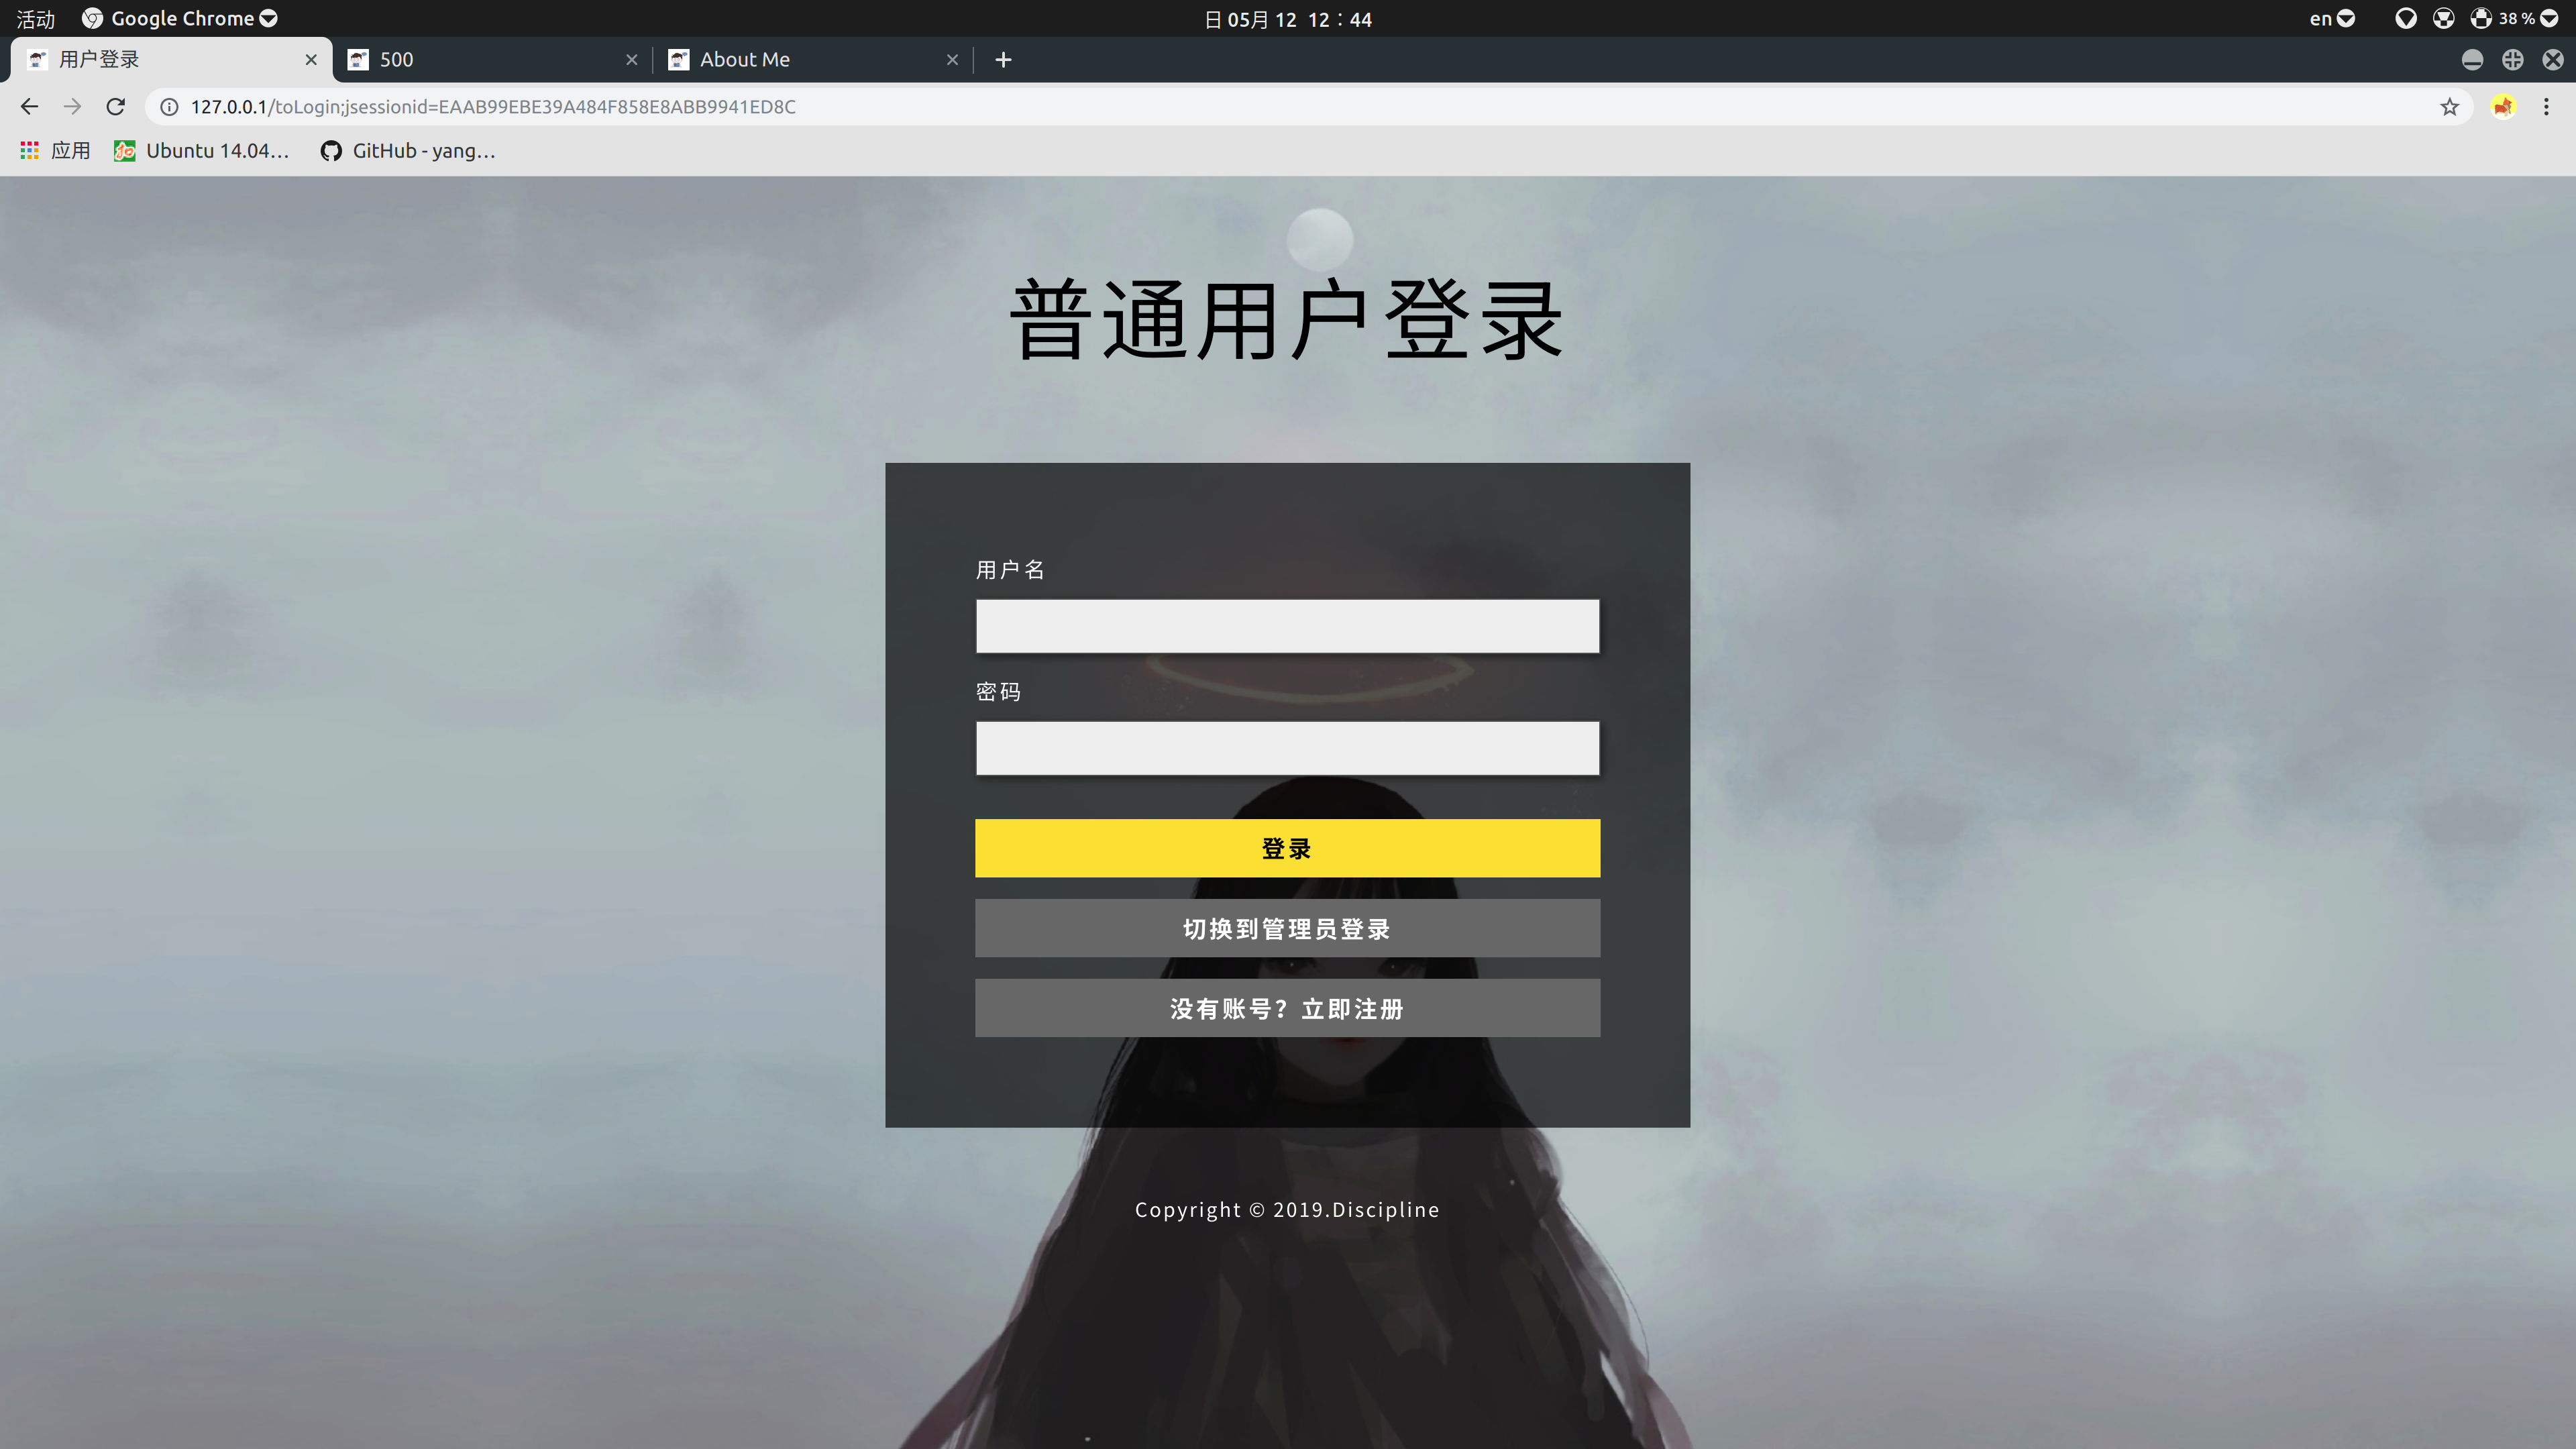 活动 Google Chrome 日 05月 12 12：44 en 38 %
用户登录 500 About Me
127.0.0.1/toLogin;jsessionid=EAAB99EBE39A484F858E8ABB9941ED8C
应用 Ubuntu 14.04… GitHub - yang…
普通用户登录
用户名
密码
登录
切换到管理员登录
没有账号？立即注册
Copyright © 2019.Discipline